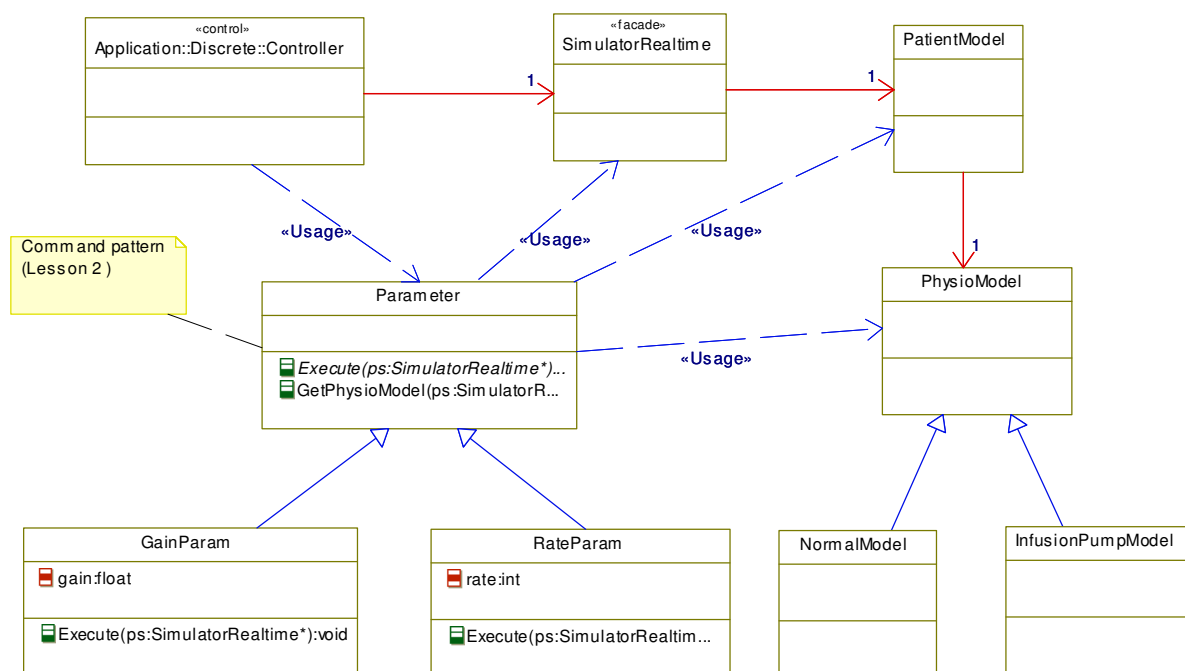 «control»
Application::Discrete::Controller
«facade»
SimulatorRealtime
PatientModel
1
1
«Usage»
«Usage»
«Usage»
1
Command pattern
(Lesson 2 )
Parameter
Execute(ps:SimulatorRealtime*)...
GetPhysioModel(ps:SimulatorR...
«Usage»
PhysioModel
GainParam
gain:float
Execute(ps:SimulatorRealtime*):void
RateParam
rate:int
Execute(ps:SimulatorRealtim...
NormalModel
InfusionPumpModel